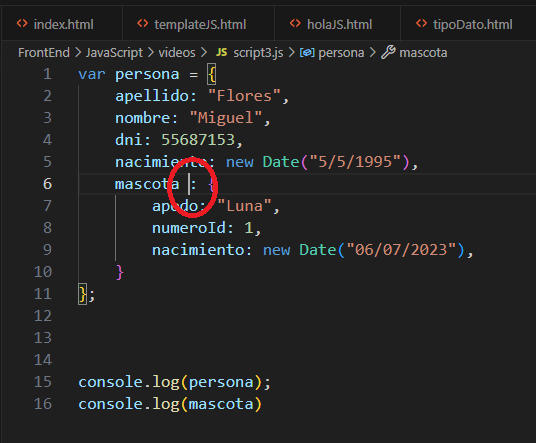 index.html templateJS.html holaJS.html tipoDato.html
FrontEnd > JavaScript > videos > JS script3.js > persona > mascota
1 var persona = {
2 apellido: "Flores",
3 nombre: "Miguel",
4 dni: 55687153,
5 nacimiento: new Date("5/5/1995"),
6 mascota : {
7 apodo: "Luna",
8 numeroId: 1,
9 nacimiento: new Date("06/07/2023"),
10 }
11 };
12
13
14
15 console.log(persona);
16 console.log(mascota)